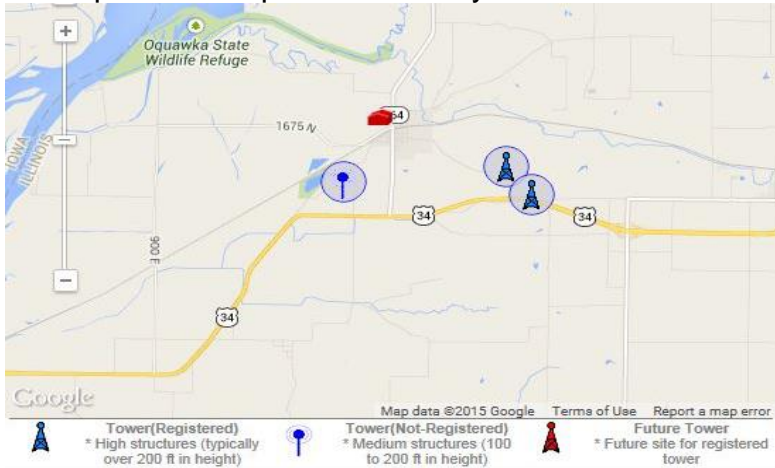 Oquawka State
Wildlife Refuge
1675 N
64
IOWA
ILLINOIS
900 E
34
34
34
Google
Map data ©2015 Google Terms of Use Report a map error
Tower(Registered)
* High structures (typically
over 200 ft in height)
Tower(Not-Registered)
* Medium structures (100
to 200 ft in height)
Future Tower
* Future site for registered
tower